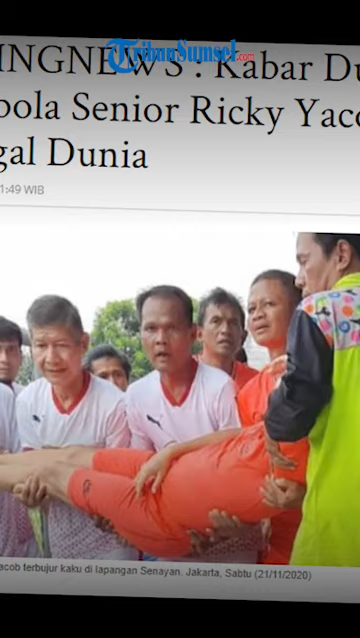 TribunSumsel.com
INGNEWS : Kabar Du
bola Senior Ricky Yaco
gal Dunia
1:49 WIB
acob terbujur kaku di lapangan Senayan, Jakarta, Sabtu (21/11/2020)